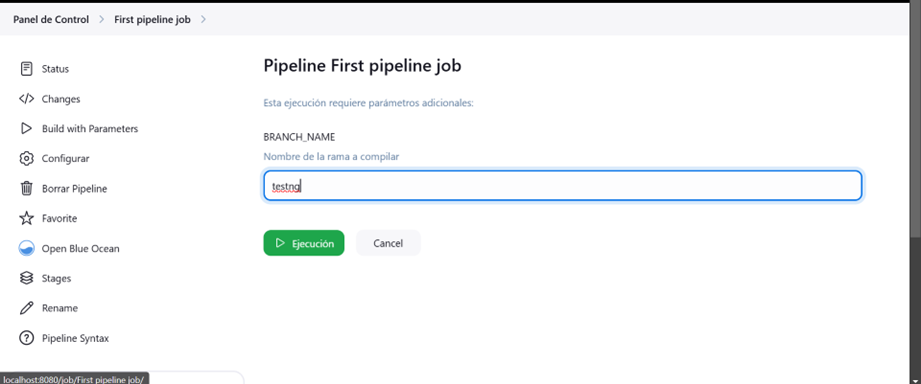 Panel de Control > First pipeline job >
Status
Changes
Build with Parameters
Configurar
Borrar Pipeline
Favorite
Open Blue Ocean
Stages
Rename
Pipeline Syntax
Pipeline First pipeline job
Esta ejecución requiere parámetros adicionales:
BRANCH_NAME
Nombre de la rama a compilar
testng
Ejecución
Cancel
localhost:8080/job/First pipeline job/